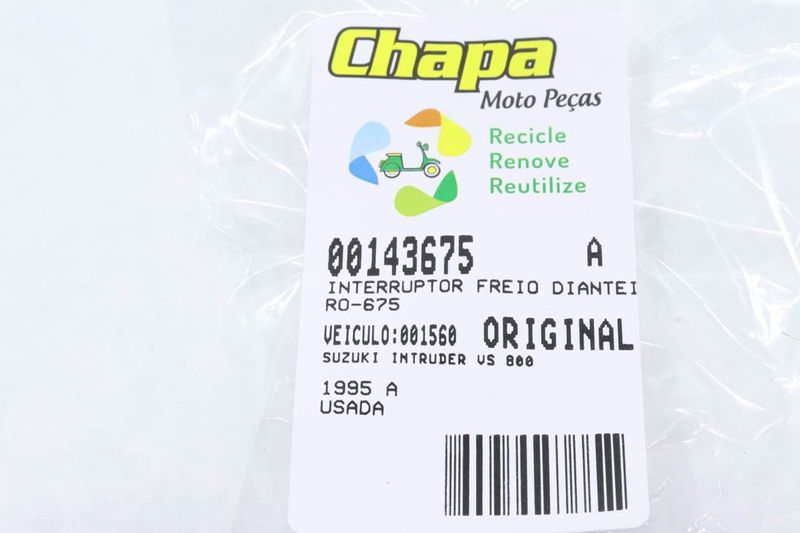 Chapa
Moto Peças
Recicle
Renove
Reutilize
00143675 A
INTERRUPTOR FREIO DIANTEI
RO-675
VEICULO:001560 ORIGINAL
SUZUKI INTRUDER VS 800
1995 A
USADA